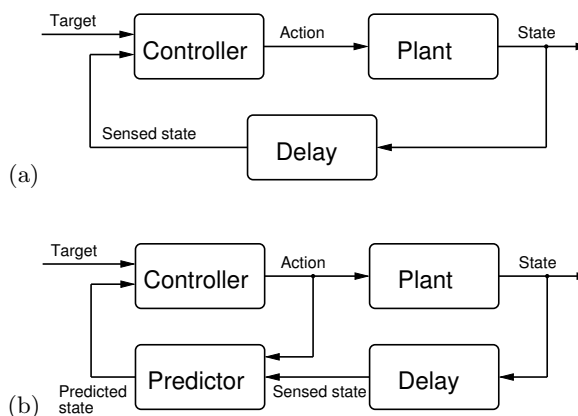 Target
Action
State
Controller
Plant
Sensed state
Delay
(a)
Target
Action
State
Controller
Plant
Predictor
Delay
Predicted
state
Sensed state
(b)